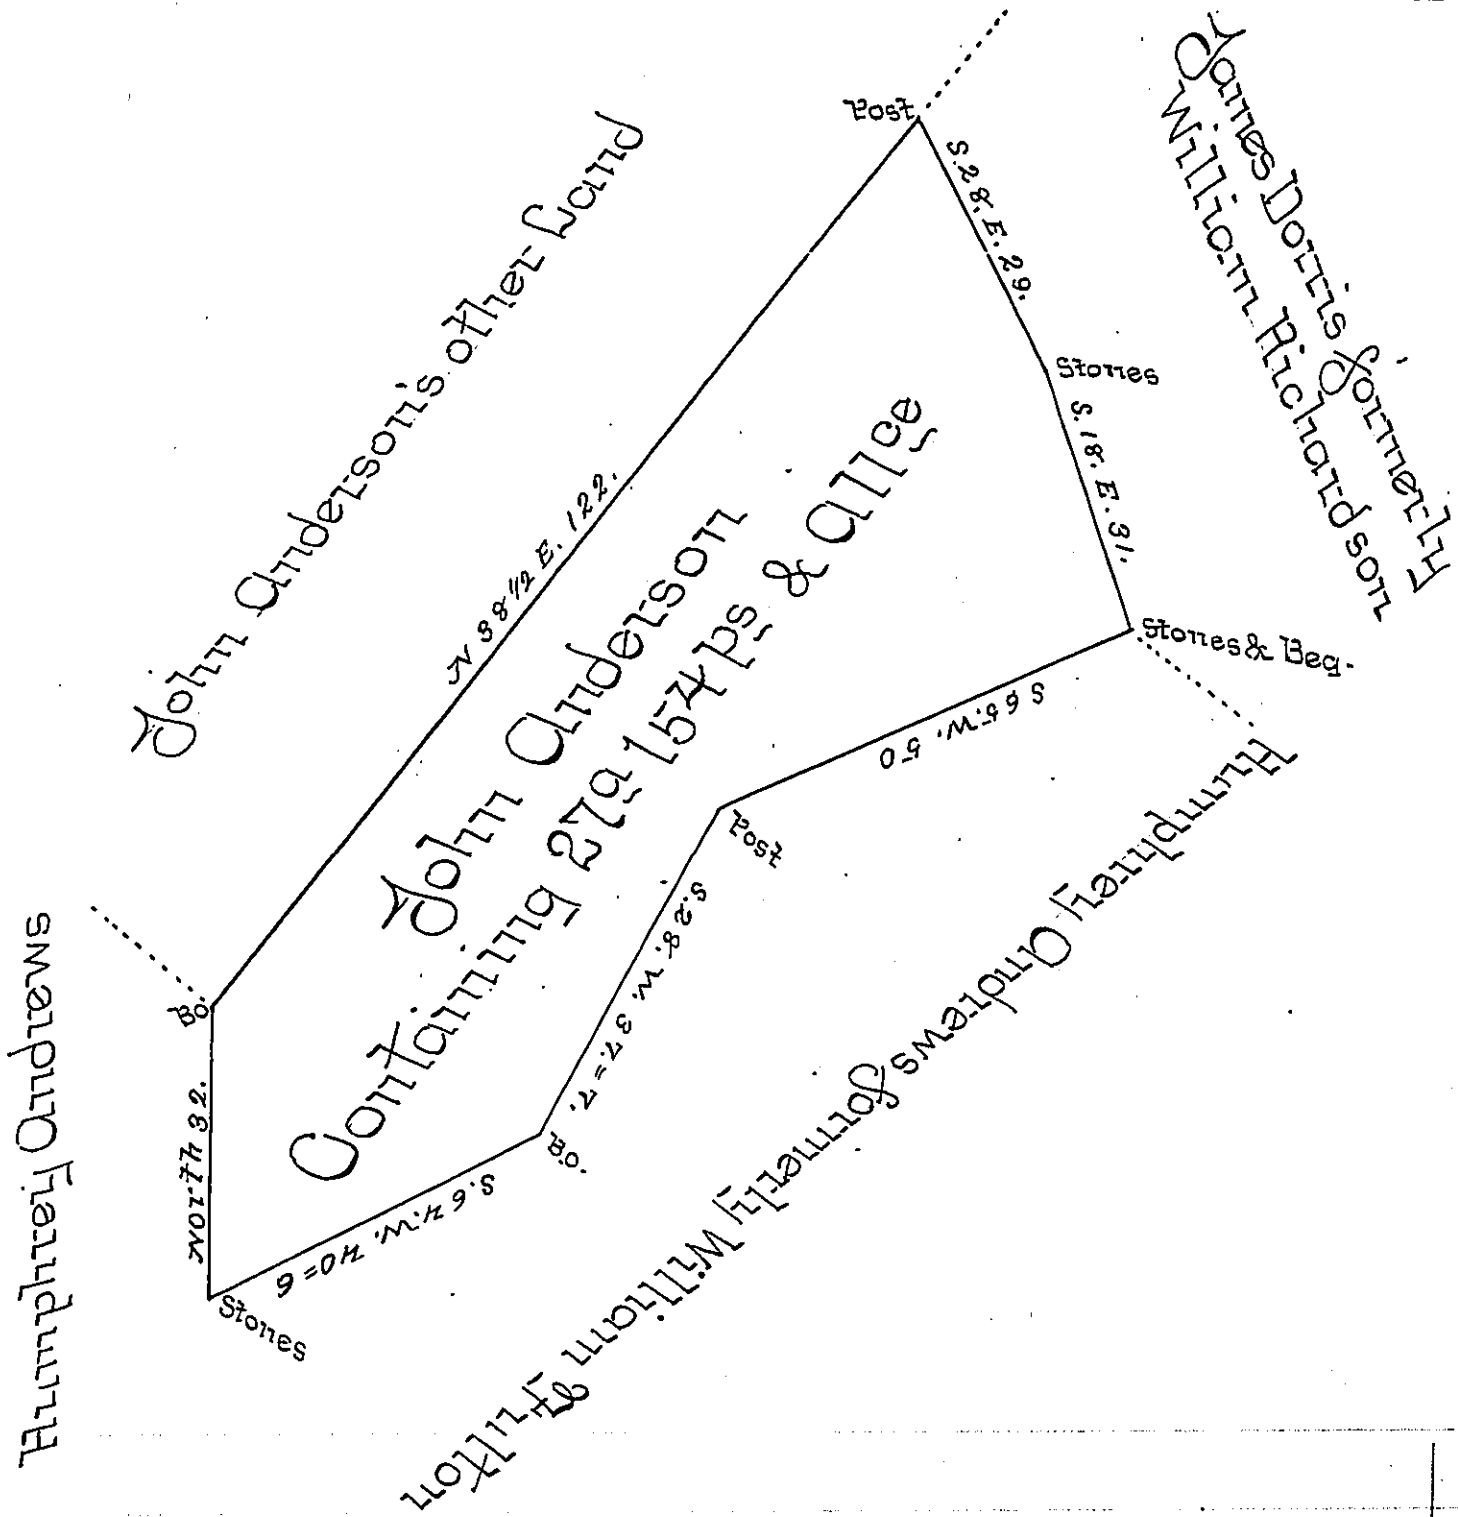 John Anderson's other Land
James Dorris formerly
William Richardson
Post
S. 28. E. 29.
Stones
S. 18. E. 31.
Stones & Beg.
S 65. W. 50
Post
S. 28. W. 37=7.
B.o.
S. 64. W. 40=6
Stones
North 32.
Bo
N 38 1/2 E. 122.
John Anderson
Containing 27a 154 ps & Allce
Humphrey Andrews
Humphrey Andrews formerly William